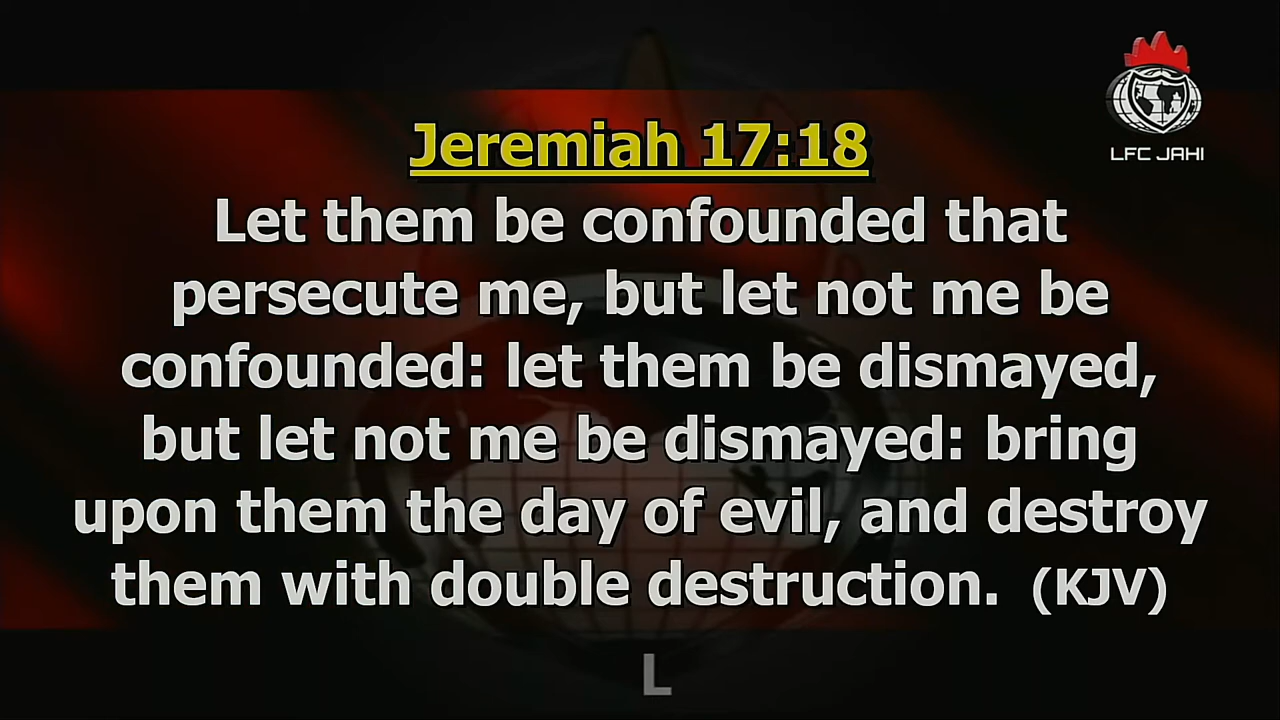 LFC JAHI
Jeremiah 17:18
Let them be confounded that
persecute me, but let not me be
confounded: let them be dismayed,
but let not me be dismayed: bring
upon them the day of evil, and destroy
them with double destruction. (KJV)
L